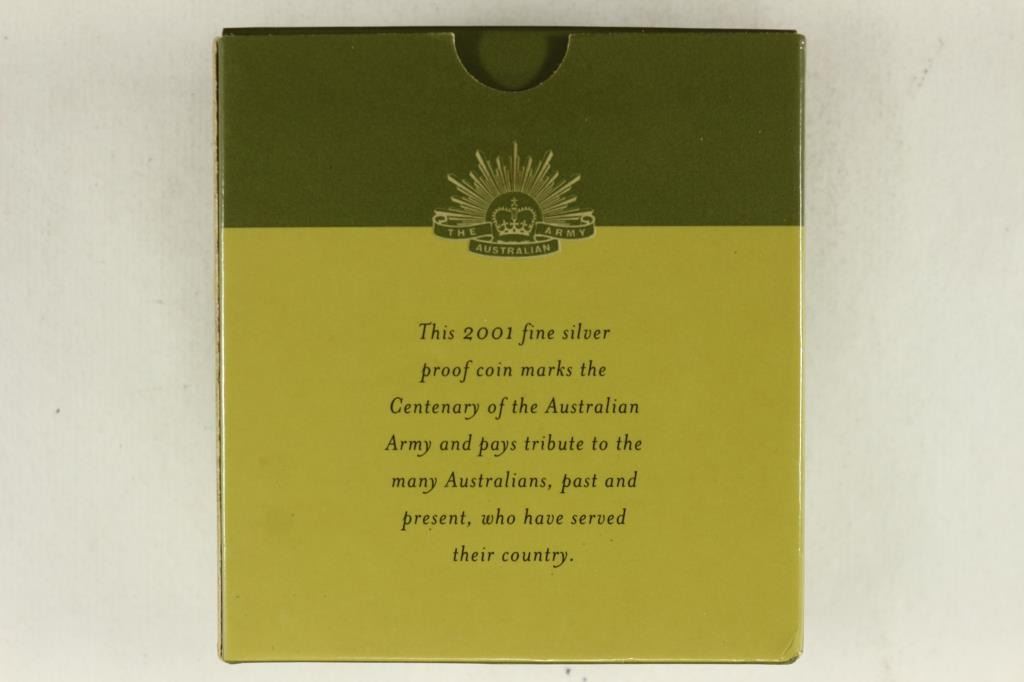 THE ARMY
AUSTRALIAN
This 2001 fine silver
proof coin marks the
Centenary of the Australian
Army and pays tribute to the
many Australians, past and
present, who have served
their country.